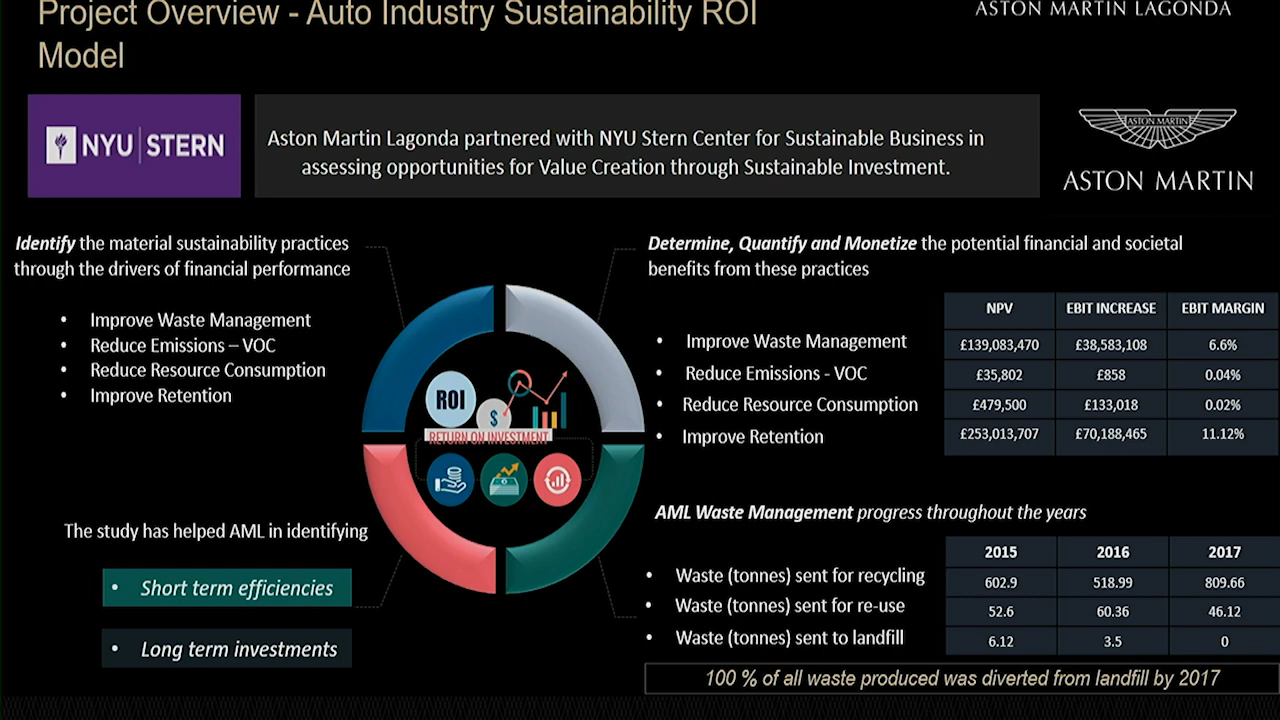 Project Overview - Auto Industry Sustainability ROI
Model
ASTON MARTIN LAGONDA
NYU | STERN
Aston Martin Lagonda partnered with NYU Stern Center for Sustainable Business in
assessing opportunities for Value Creation through Sustainable Investment.
ASTON MARTIN
ASTON MARTIN
Identify the material sustainability practices
through the drivers of financial performance
• Improve Waste Management
• Reduce Emissions – VOC
• Reduce Resource Consumption
• Improve Retention
ROI
$
RETURN ON INVESTMENT
The study has helped AML in identifying
• Short term efficiencies
• Long term investments
Determine, Quantify and Monetize the potential financial and societal
benefits from these practices
NPV EBIT INCREASE EBIT MARGIN
• Improve Waste Management £139,083,470 £38,583,108 6.6%
• Reduce Emissions - VOC £35,802 £858 0.04%
• Reduce Resource Consumption £479,500 £133,018 0.02%
• Improve Retention £253,013,707 £70,188,465 11.12%
AML Waste Management progress throughout the years
2015 2016 2017
• Waste (tonnes) sent for recycling 602.9 518.99 809.66
• Waste (tonnes) sent for re-use 52.6 60.36 46.12
• Waste (tonnes) sent to landfill 6.12 3.5 0
100 % of all waste produced was diverted from landfill by 2017